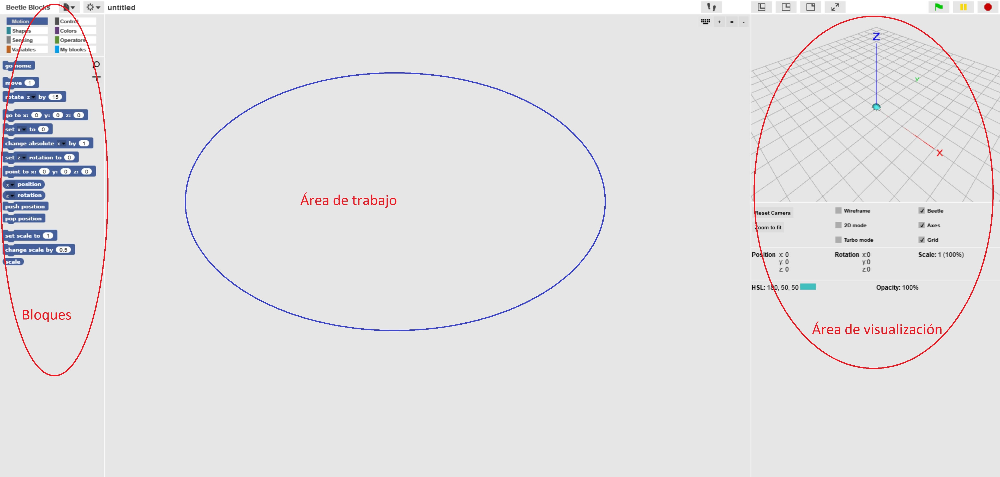 Beetle Blocks
untitled
Motion
Control
Shapes
Colors
Sensing
Operators
Variables
My blocks
go home
move 1
rotate z by 15
go to x: 0 y: 0 z: 0
set x to 0
change absolute x by 1
set z rotation to 0
point to x: 0 y: 0 z: 0
x position
z rotation
push position
pop position
set scale to 1
change scale by 0.5
scale
Bloques
Área de trabajo
+ = -
Z
Y
X
Reset Camera
Zoom to fit
Wireframe
2D mode
Turbo mode
Beetle
Axes
Grid
Position x: 0
y: 0
z: 0
Rotation x:0
y:0
z:0
Scale: 1 (100%)
HSL: 180, 50, 50
Opacity: 100%
Área de visualización